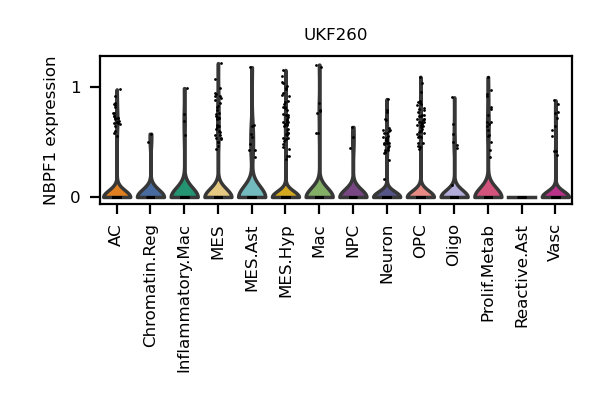 UKF260
NBPF1 expression
1
0
AC
Chromatin.Reg
Inflammatory.Mac
MES
MES.Ast
MES.Hyp
Mac
NPC
Neuron
OPC
Oligo
Prolif.Metab
Reactive.Ast
Vasc